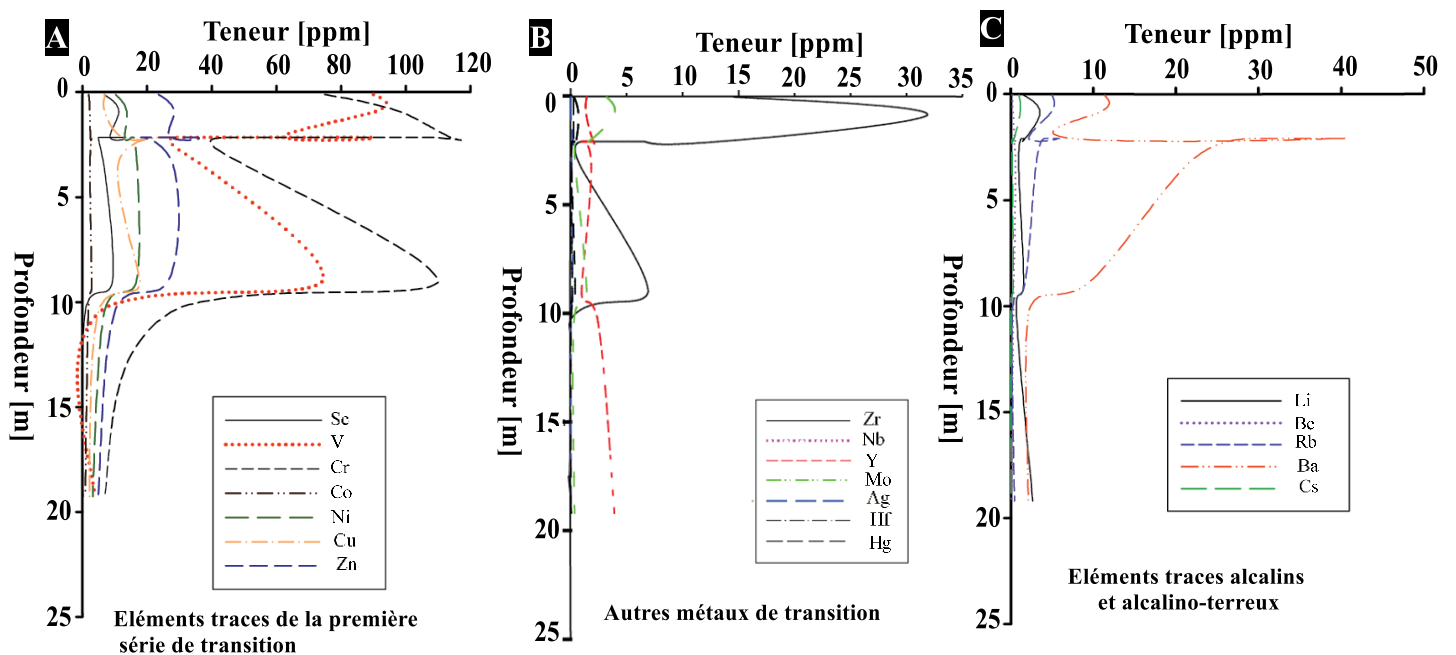 A
Teneur [ppm]
0 20 40 60 80 100 120
0
5
10
15
20
25
Profondeur [m]
Sc
V
Cr
Co
Ni
Cu
Zn
Eléments traces de la première
série de transition
B
Teneur [ppm]
0 5 10 15 20 25 30 35
0
5
10
15
20
25
Profondeur [m]
Zr
Nb
Y
Mo
Ag
Hf
Hg
Autres métaux de transition
C
Teneur [ppm]
0 10 20 30 40 50
0
5
10
15
20
25
Profondeur [m]
Li
Be
Rb
Ba
Cs
Eléments traces alcalins
et alcalino-terreux